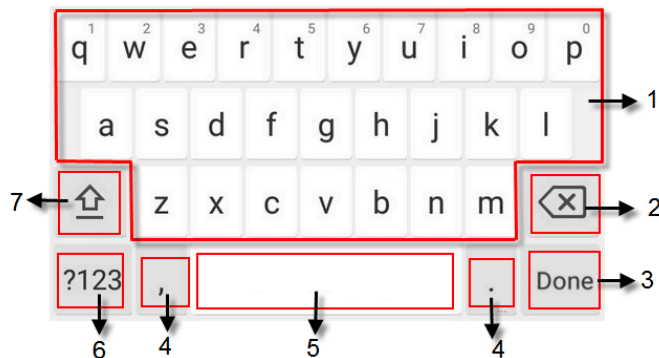 q 1 w 2 e 3 r 4 t 5 y 6 u 7 i 8 o 9 p 0
1
a s d f g h j k l
7 z x c v b n m 2
?123 , . ... Done 3
6 4 5 4